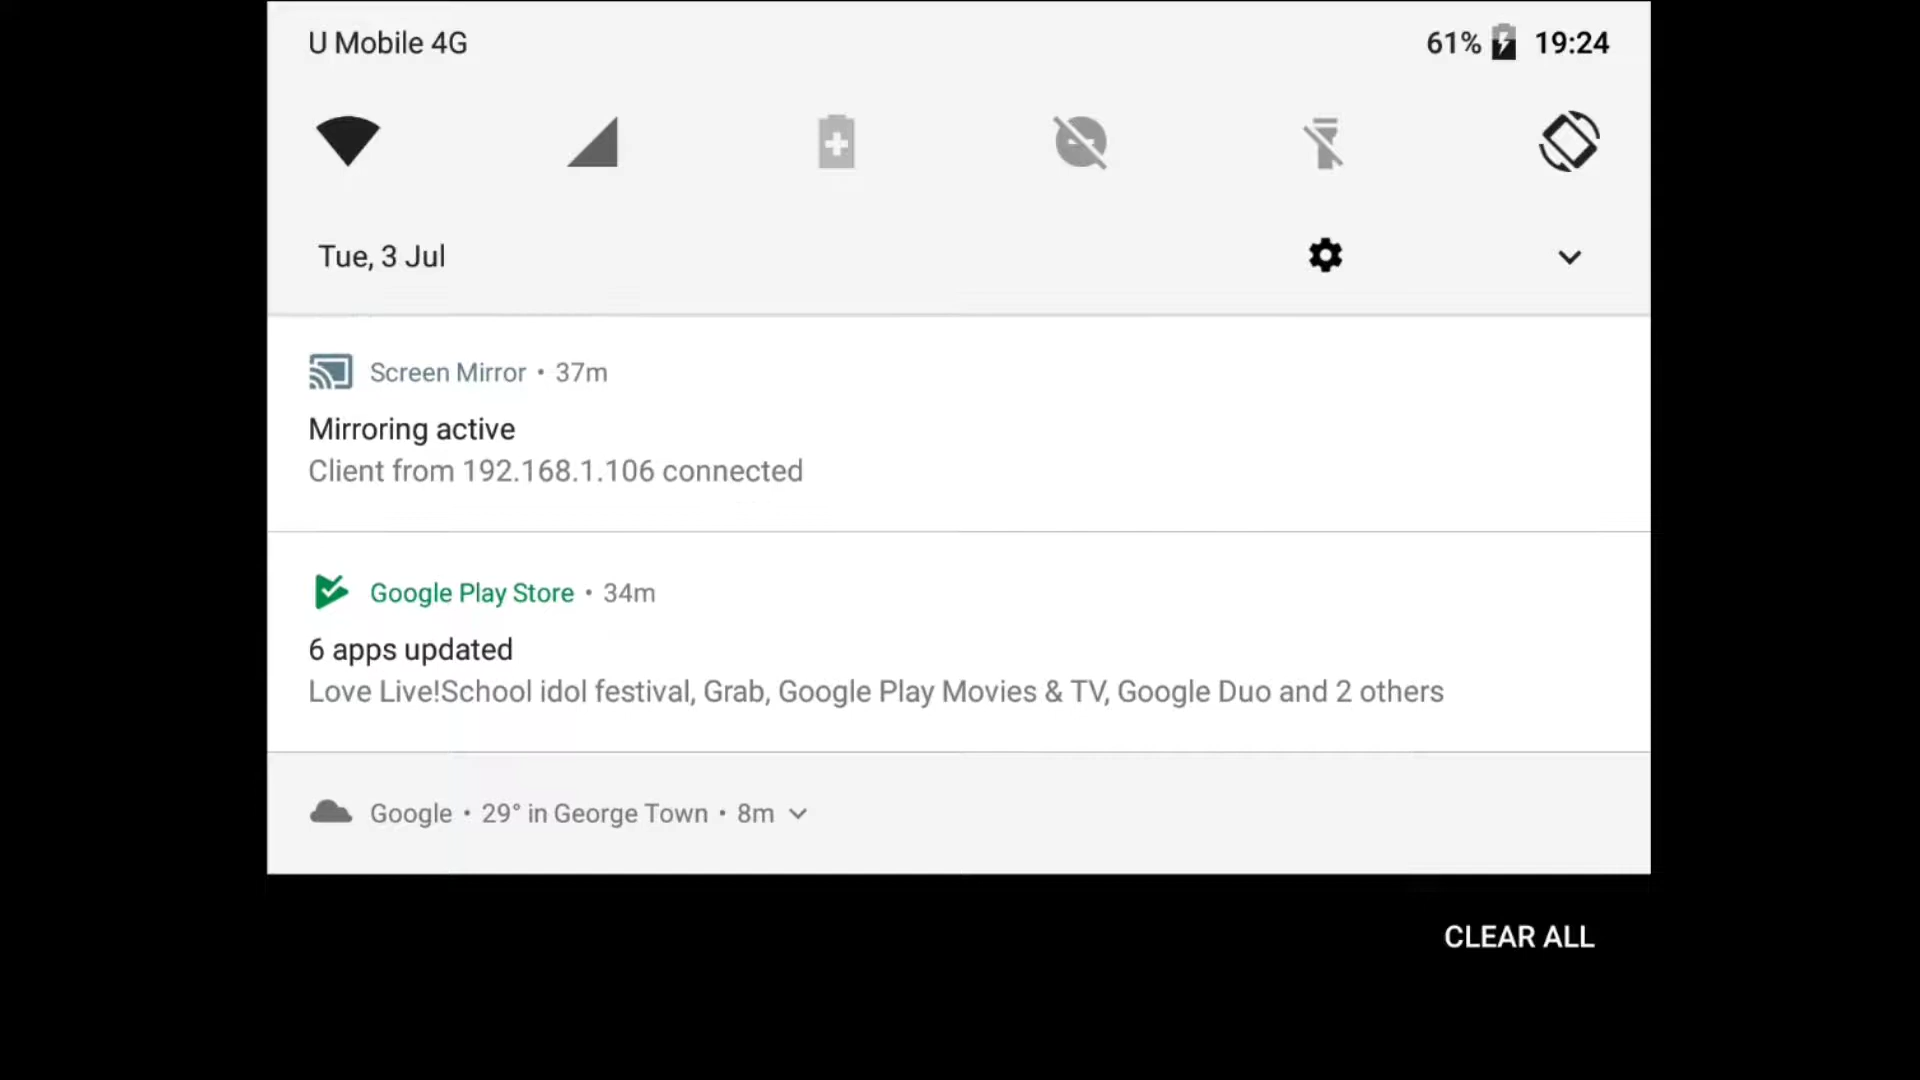 U Mobile 4G
61% 19:24
Tue, 3 Jul
Screen Mirror • 37m
Mirroring active
Client from 192.168.1.106 connected
Google Play Store • 34m
6 apps updated
Love Live!School idol festival, Grab, Google Play Movies & TV, Google Duo and 2 others
Google • 29° in George Town • 8m
CLEAR ALL